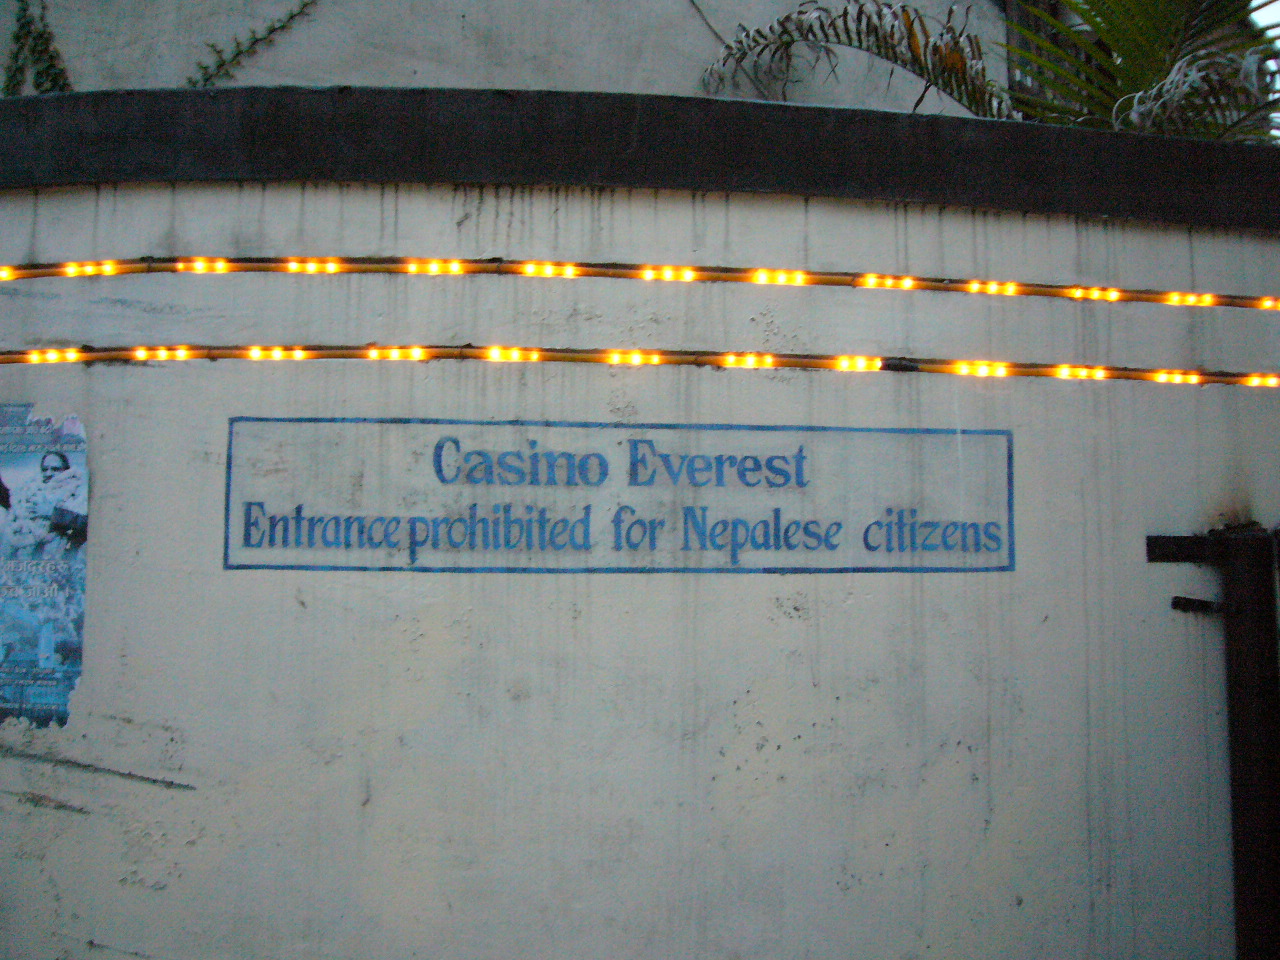 Casino Everest
Entrance prohibited for Nepalese citizens